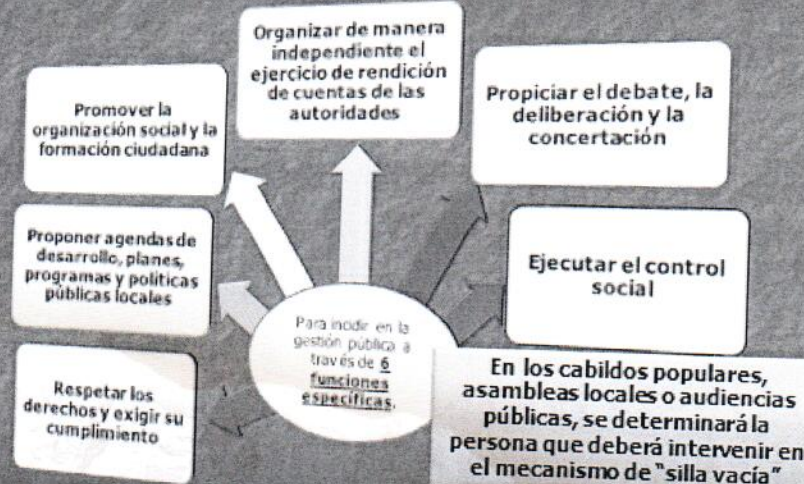 Organizar de manera
independiente el
ejercicio de rendición
de cuentas de las
autoridades
Propiciar el debate, la
deliberación y la
concertación
Promover la
organización social y la
formación ciudadana
Proponer agendas de
desarrollo, planes,
programas y políticas
públicas locales
Ejecutar el control
social
Para incidir en la
gestión pública a
través de 6
funciones
específicas.
Respetar los
derechos y exigir su
cumplimiento
En los cabildos populares,
asambleas locales o audiencias
públicas, se determinará la
persona que deberá intervenir en
el mecanismo de "silla vacía"